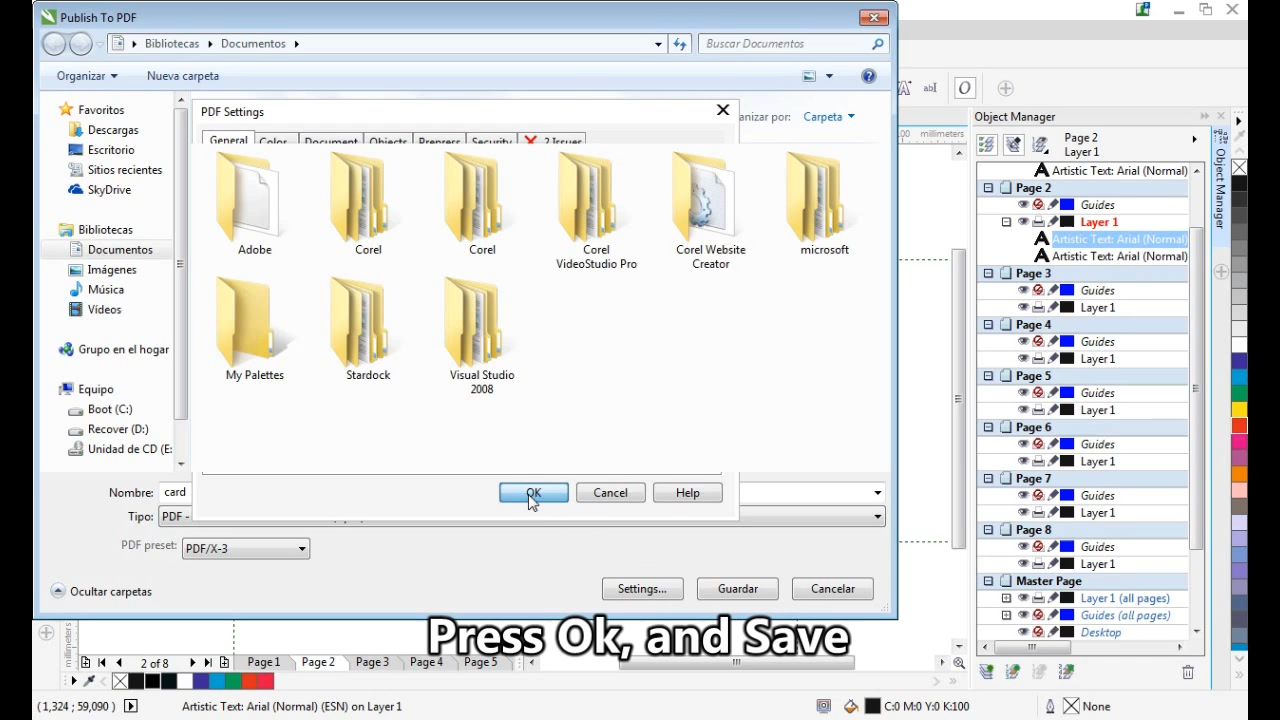 Publish To PDF
Bibliotecas
Documentos
Buscar Documentos
Organizar
Nueva carpeta
Favoritos
Descargas
Escritorio
Sitios recientes
SkyDrive
Bibliotecas
Documentos
Imágenes
Música
Vídeos
Grupo en el hogar
Equipo
Boot (C:)
Recover (D:)
Unidad de CD (E:
PDF Settings
anizar por: Carpeta
General Color Document Objects Prepress Security 2 Issues
Adobe
Corel
Corel
Corel VideoStudio Pro
Corel Website Creator
microsoft
My Palettes
Stardock
Visual Studio 2008
OK
Cancel
Help
Nombre: card
Tipo: PDF -
PDF preset: PDF/X-3
Ocultar carpetas
Settings...
Guardar
Cancelar
Press Ok, and Save
abI
O
100 millimeters
Object Manager
Page 2
Layer 1
Object Manager
Artistic Text: Arial (Normal)
Page 2
Guides
Layer 1
Artistic Text: Arial (Normal)
Artistic Text: Arial (Normal)
Page 3
Guides
Layer 1
Page 4
Guides
Layer 1
Page 5
Guides
Layer 1
Page 6
Guides
Layer 1
Page 7
Guides
Layer 1
Page 8
Guides
Layer 1
Master Page
Layer 1 (all pages)
Guides (all pages)
Desktop
millimeters
2 of 8
Page 1
Page 2
Page 3
Page 4
Page 5
(1,324 ; 59,090 )
Artistic Text: Arial (Normal) (ESN) on Layer 1
C:0 M:0 Y:0 K:100
None